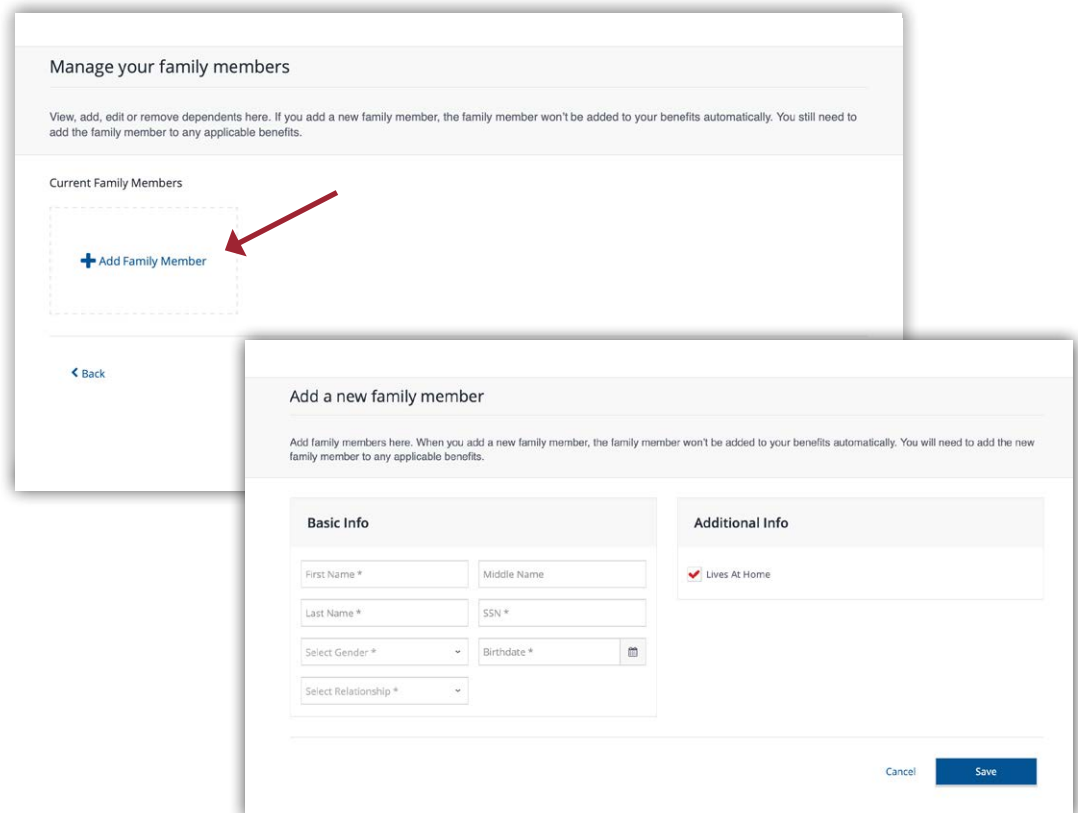 Manage your family members
View, add, edit or remove dependents here. If you add a new family member, the family member won't be added to your benefits automatically. You still need to
add the family member to any applicable benefits.
Current Family Members
Add Family Member
Back
Add a new family member
Add family members here. When you add a new family member, the family member won't be added to your benefits automatically. You will need to add the new
family member to any applicable benefits.
Basic Info
First Name *
Middle Name
Last Name *
SSN *
Select Gender *
Birthdate *
Select Relationship *
Additional Info
Lives At Home
Cancel
Save